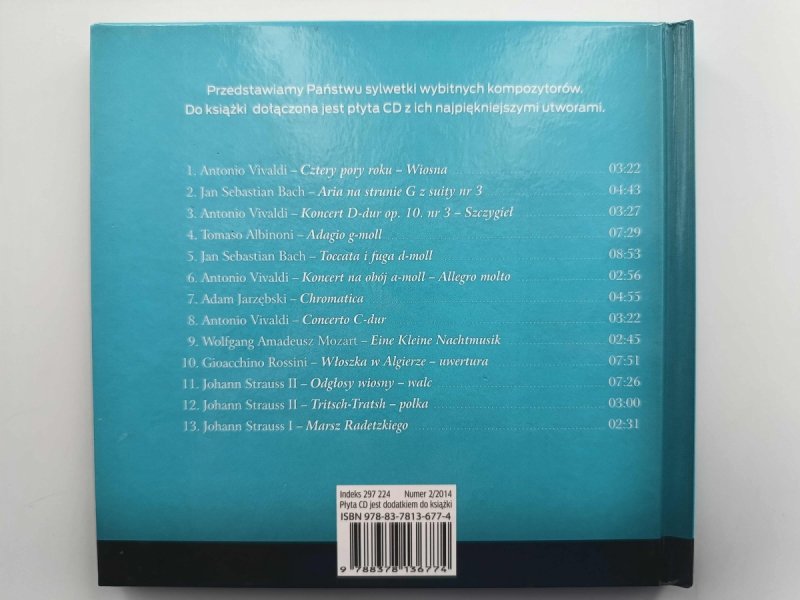 Przedstawiamy Państwu sylwetki wybitnych kompozytorów.
Do książki dołączona jest płyta CD z ich najpiękniejszymi utworami.
1. Antonio Vivaldi – Cztery pory roku – Wiosna 03:22
2. Jan Sebastian Bach – Aria na strunie G z suity nr 3 04:43
3. Antonio Vivaldi – Koncert D-dur op. 10. nr 3 – Szczygieł 03:27
4. Tomaso Albinoni – Adagio g-moll 07:29
5. Jan Sebastian Bach – Toccata i fuga d-moll 08:53
6. Antonio Vivaldi – Koncert na obój a-moll – Allegro molto 02:56
7. Adam Jarzębski – Chromatica 04:55
8. Antonio Vivaldi – Concerto C-dur 03:22
9. Wolfgang Amadeusz Mozart – Eine Kleine Nachtmusik 02:45
10. Gioacchino Rossini – Włoszka w Algierze – uwertura 07:51
11. Johann Strauss II – Odgłosy wiosny – walc 07:26
12. Johann Strauss II – Tritsch-Tratsh – polka 03:00
13. Johann Strauss I – Marsz Radetzkiego 02:31
Indeks 297 224 Numer 2/2014
Płyta CD jest dodatkiem do książki
ISBN 978-83-7813-677-4
9 788378 136774